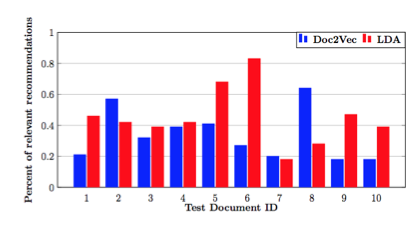 Percent of relevant recommendations
1
0.8
0.6
0.4
0.2
0
Doc2Vec LDA
1 2 3 4 5 6 7 8 9 10
Test Document ID